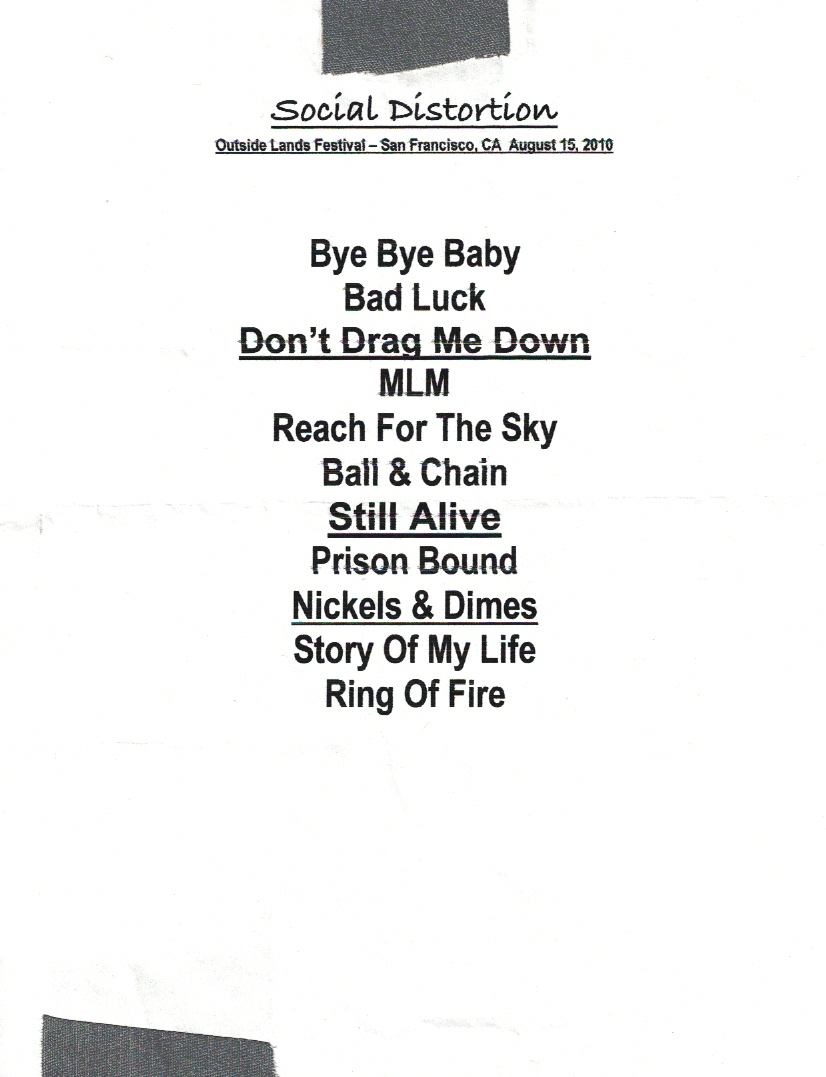 Social Distortion
Outside Lands Festival – San Francisco, CA August 15, 2010
Bye Bye Baby
Bad Luck
Don't Drag Me Down
MLM
Reach For The Sky
Ball & Chain
Still Alive
Prison Bound
Nickels & Dimes
Story Of My Life
Ring Of Fire